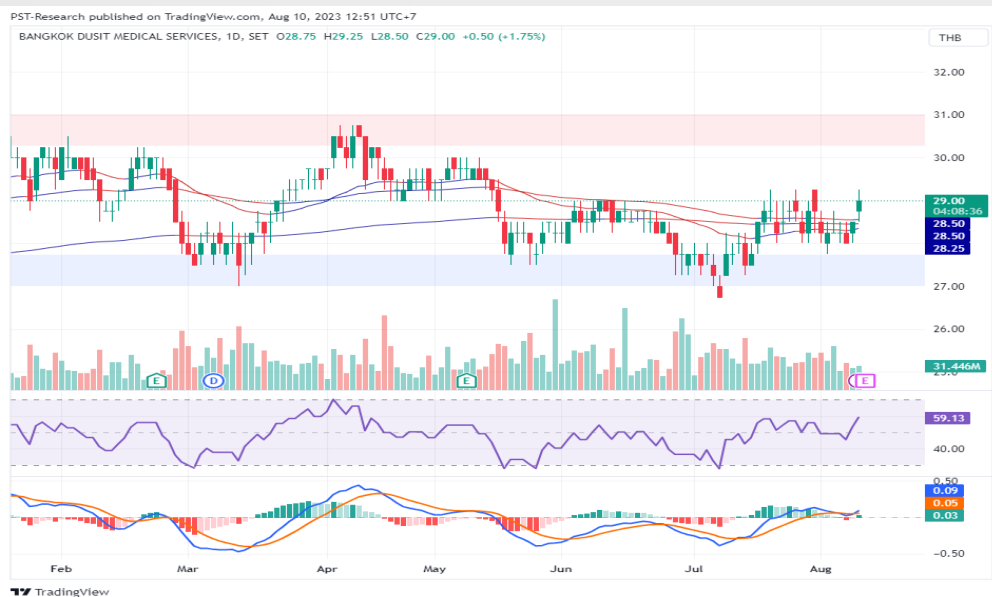 PST-Research published on TradingView.com, Aug 10, 2023 12:51 UTC+7
BANGKOK DUSIT MEDICAL SERVICES, 1D, SET O28.75 H29.25 L28.50 C29.00 +0.50 (+1.75%)
THB
32.00
31.00
30.00
29.00
04:08:36
28.50
28.50
28.25
27.00
26.00
31.446M
E
D
E
E
59.13
40.00
0.50
0.09
0.05
0.03
−0.50
Feb Mar Apr May Jun Jul Aug
TradingView